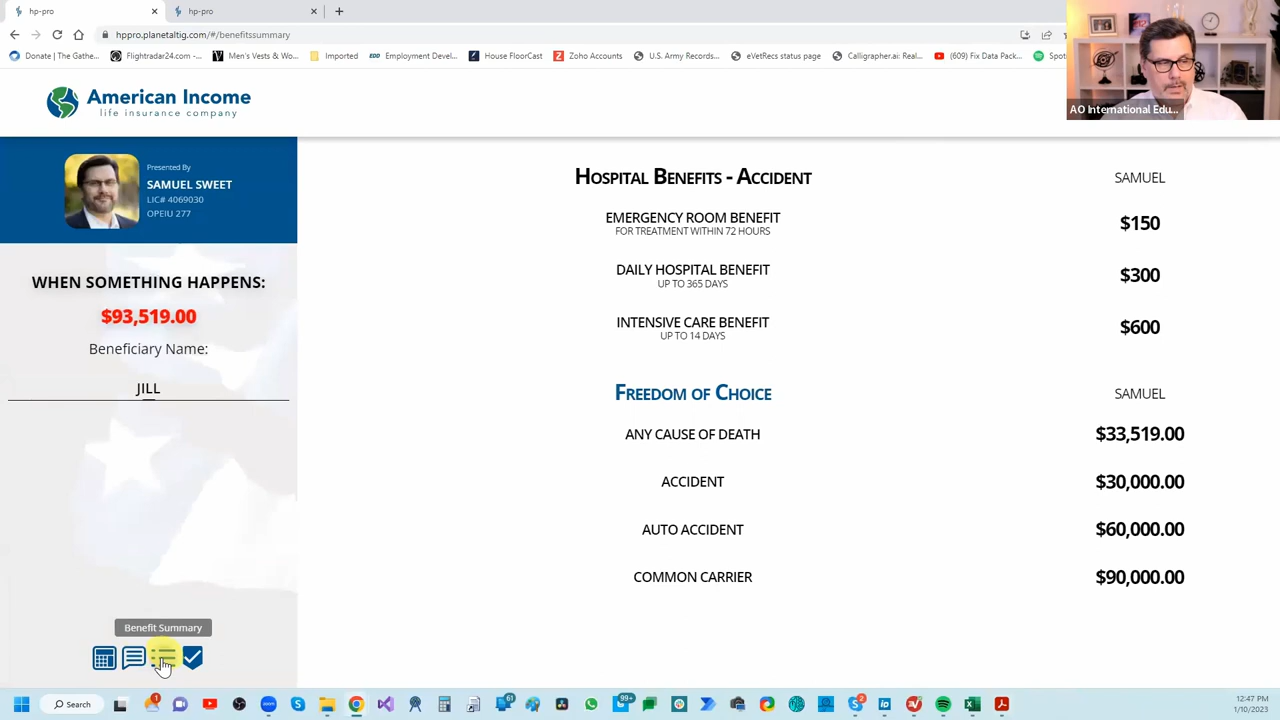 hp-pro
hp-pro
hppro.planetaltig.com/#/benefitssummary
Donate | The Gathe...
Flightradar24.com -...
Men's Vests & Wo...
Imported
EDD Employment Devel...
House FloorCast
Zoho Accounts
U.S. Army Records...
eVetRecs status page
Calligrapher.ai: Real...
(609) Fix Data Pack...
Spot
AO International Edu...
American Income
life insurance company
Presented By
SAMUEL SWEET
LIC# 4069030
OPEIU 277
WHEN SOMETHING HAPPENS:
$93,519.00
Beneficiary Name:
JILL
Benefit Summary
HOSPITAL BENEFITS - ACCIDENT SAMUEL
EMERGENCY ROOM BENEFIT $150
FOR TREATMENT WITHIN 72 HOURS
DAILY HOSPITAL BENEFIT $300
UP TO 365 DAYS
INTENSIVE CARE BENEFIT $600
UP TO 14 DAYS
FREEDOM OF CHOICE SAMUEL
ANY CAUSE OF DEATH $33,519.00
ACCIDENT $30,000.00
AUTO ACCIDENT $60,000.00
COMMON CARRIER $90,000.00
Search
1
61
99+
2
12:47 PM
1/10/2023